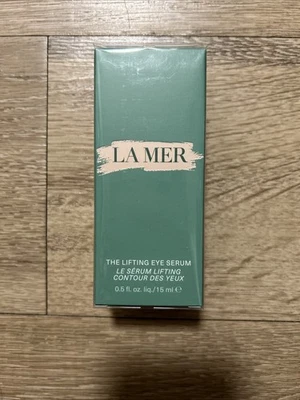 LA MER
THE LIFTING EYE SERUM
LE SÉRUM LIFTING
CONTOUR DES YEUX
0.5 fl. oz. liq./15 ml ℮